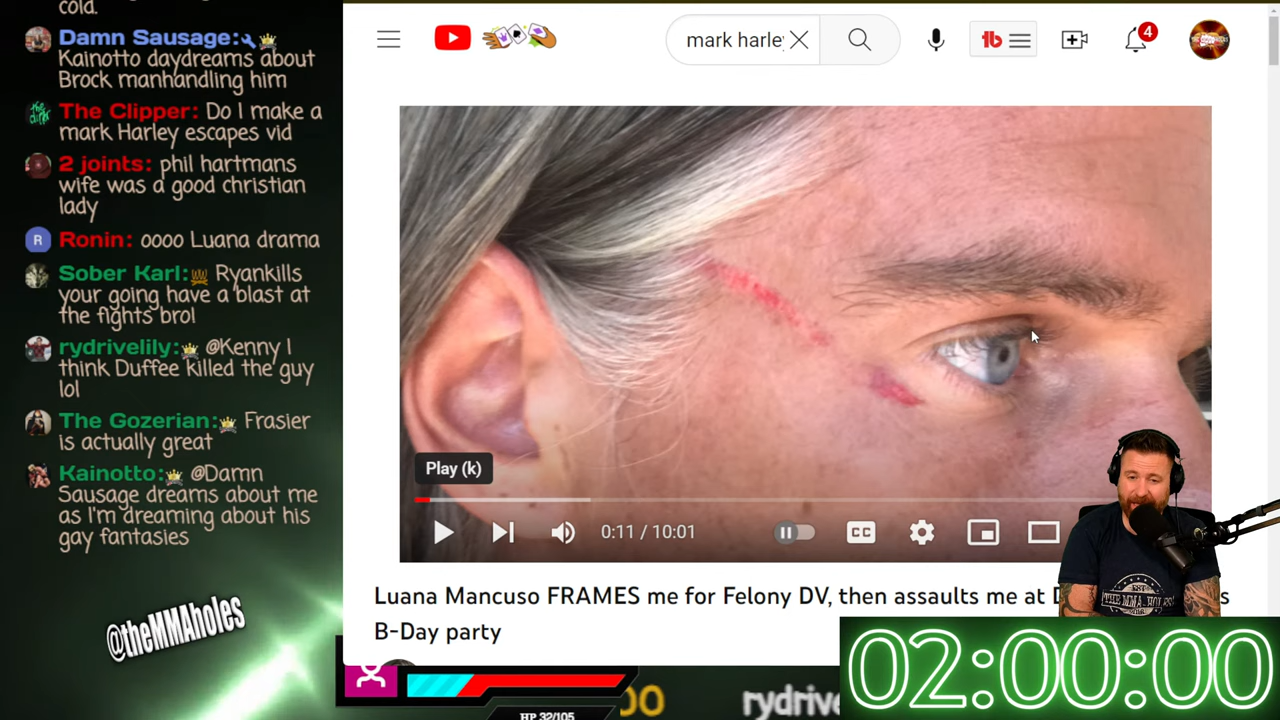 cold.
Damn Sausage:
Kainotto daydreams about
Brock manhandling him
The Clipper: Do I make a
mark Harley escapes vid
2 joints: phil hartmans
wife was a good christian
lady
R Ronin: oooo Luana drama
Sober Karl: Ryankills
your going have a blast at
the fights bro!
rydrivelily: @Kenny I
think Duffee killed the guy
lol
The Gozerian: Frasier
is actually great
Kainotto: @Damn
Sausage dreams about me
as I'm dreaming about his
gay fantasies
@theMMAholes
mark harle
tb
4
Play (k)
0:11 / 10:01
CC
Luana Mancuso FRAMES me for Felony DV, then assaults me at
B-Day party
THE MMA-HOLES
02:00:00
HP 32/105
00
rydrive